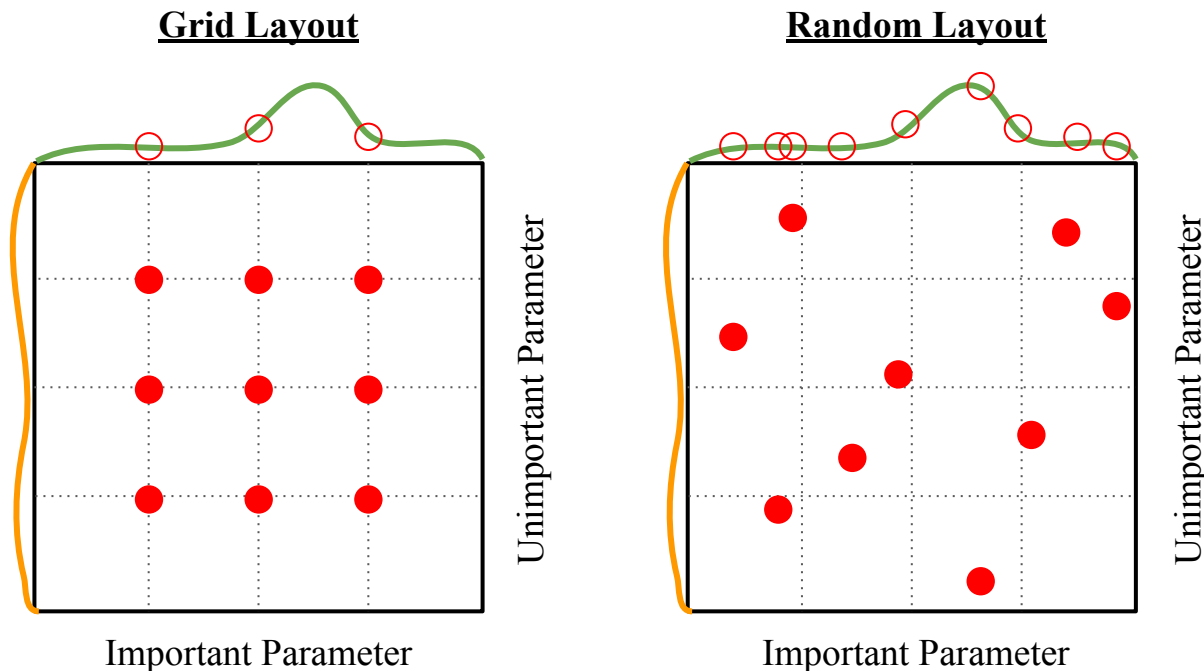 Grid Layout
Random Layout
Unimportant Parameter
Unimportant Parameter
Important Parameter
Important Parameter